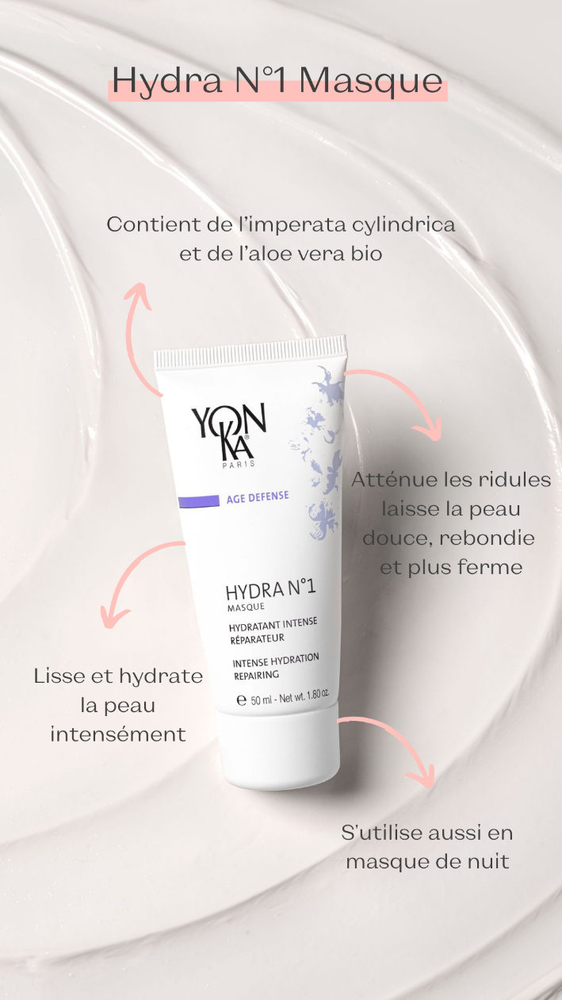 Hydra N°1 Masque
Contient de l'imperata cylindrica
et de l'aloe vera bio
YON
KA®
PARIS
AGE DEFENSE
Atténue les ridules
laisse la peau
douce, rebondie
et plus ferme
HYDRA N°1
MASQUE
HYDRATANT INTENSE
RÉPARATEUR
INTENSE HYDRATION
REPAIRING
℮ 50 ml - Net wt. 1.80 oz.
Lisse et hydrate
la peau
intensément
S'utilise aussi en
masque de nuit